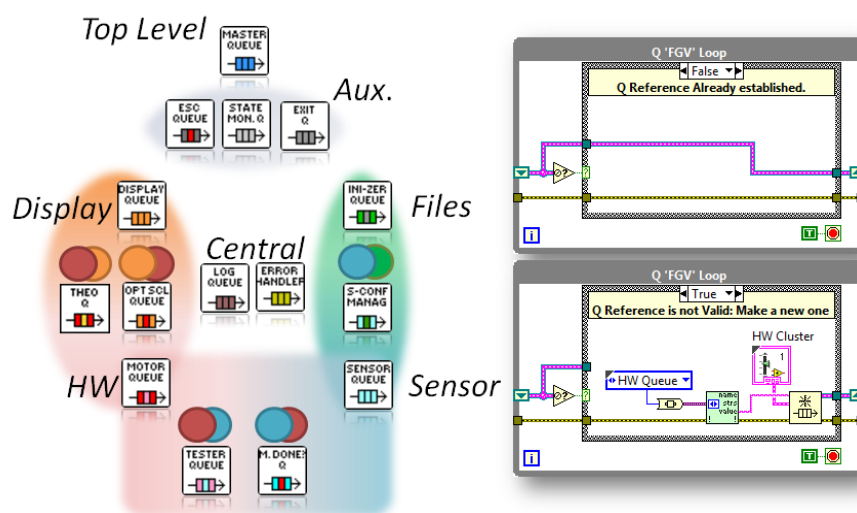 Top Level
MASTER
QUEUE
Aux.
ESC
QUEUE
STATE
MON. Q
EXIT
Q
Display
DISPLAY
QUEUE
INI-ZER
QUEUE
Files
Central
THEO
Q
OPT SCL
QUEUE
LOG
QUEUE
ERROR
HANDLER
S-CONF
MANAG
HW
MOTOR
QUEUE
SENSOR
QUEUE
Sensor
TESTER
QUEUE
M. DONE?
Q
Q 'FGV' Loop
False
Q Reference Already established.
?
?
i
T
Q 'FGV' Loop
True
Q Reference is not Valid: Make a new one
HW Cluster
1
HW Queue
name
strs
value
! !
?
?
i
T